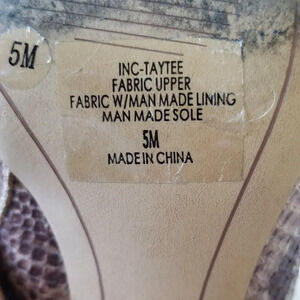 5M
INC-TAYTEE
FABRIC UPPER
FABRIC W/MAN MADE LINING
MAN MADE SOLE
5M
MADE IN CHINA